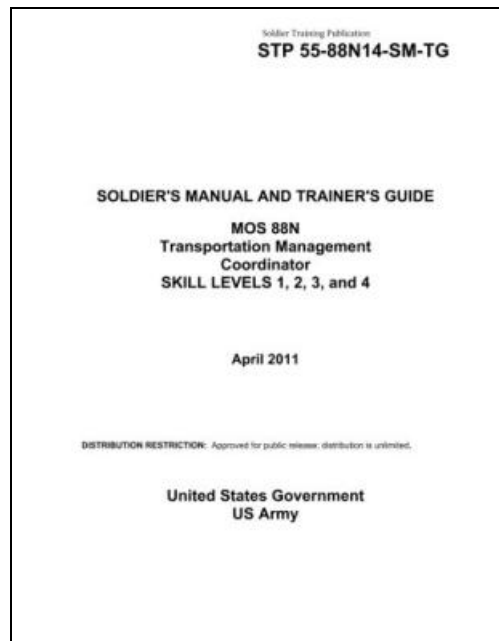 Soldier Training Publication
STP 55-88N14-SM-TG
SOLDIER'S MANUAL AND TRAINER'S GUIDE
MOS 88N
Transportation Management
Coordinator
SKILL LEVELS 1, 2, 3, and 4
April 2011
DISTRIBUTION RESTRICTION: Approved for public release; distribution is unlimited.
United States Government
US Army